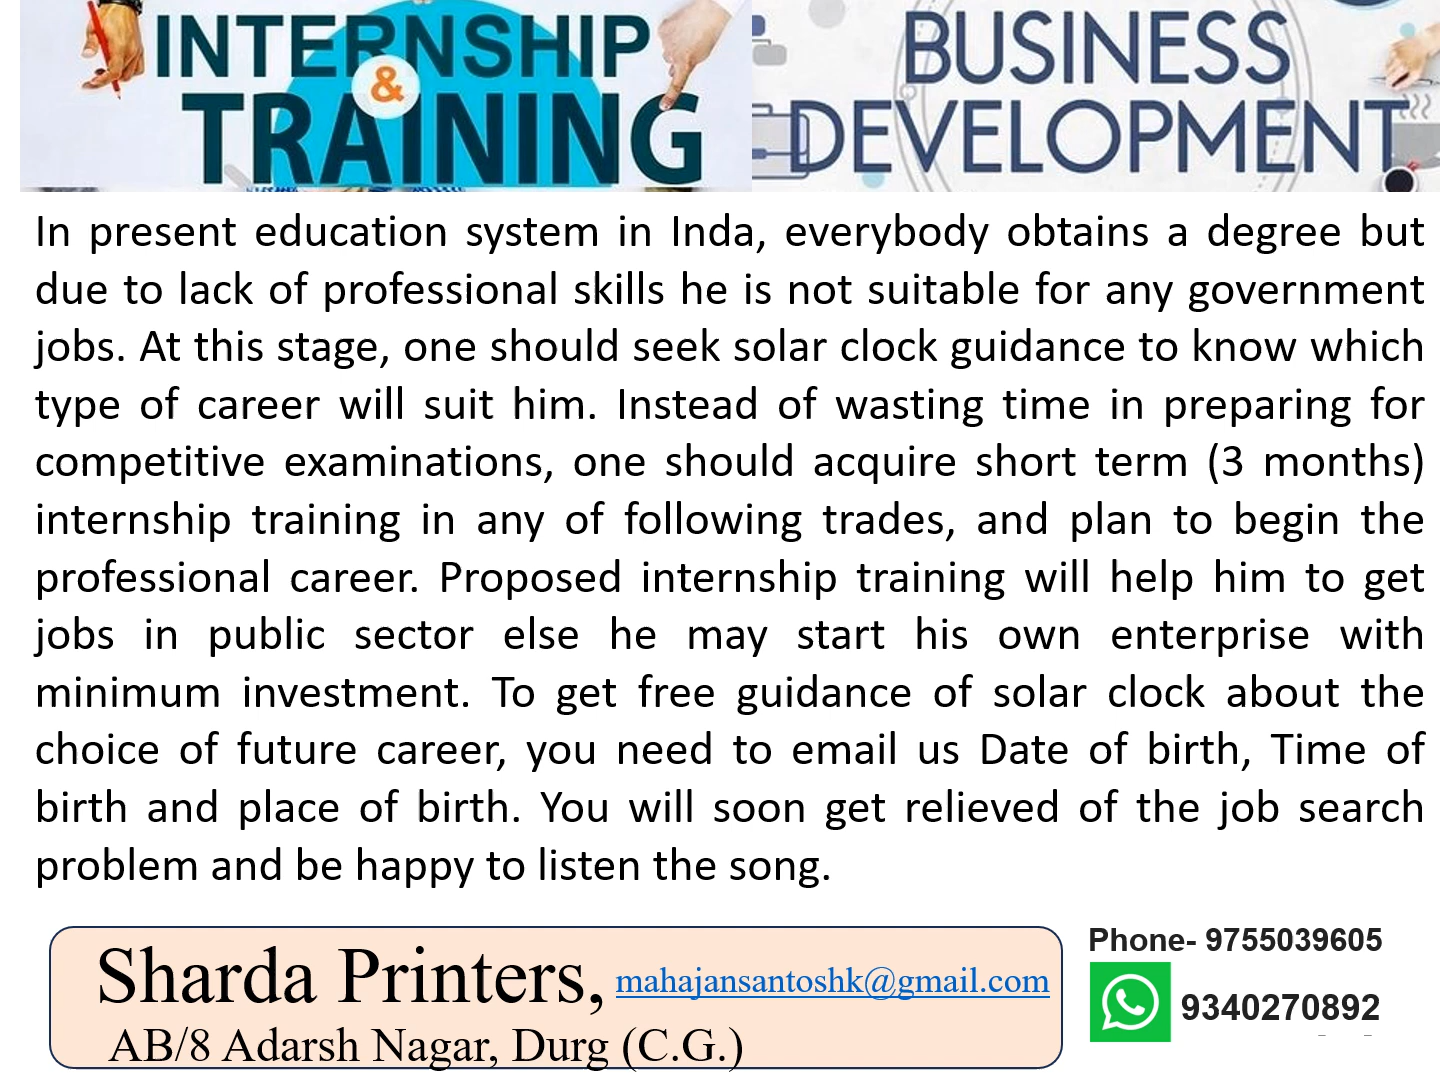 INTERNSHIP
&
TRAINING
BUSINESS
DEVELOPMENT
In present education system in Inda, everybody obtains a degree but
due to lack of professional skills he is not suitable for any government
jobs. At this stage, one should seek solar clock guidance to know which
type of career will suit him. Instead of wasting time in preparing for
competitive examinations, one should acquire short term (3 months)
internship training in any of following trades, and plan to begin the
professional career. Proposed internship training will help him to get
jobs in public sector else he may start his own enterprise with
minimum investment. To get free guidance of solar clock about the
choice of future career, you need to email us Date of birth, Time of
birth and place of birth. You will soon get relieved of the job search
problem and be happy to listen the song.
Sharda Printers, mahajansantoshk@gmail.com
AB/8 Adarsh Nagar, Durg (C.G.)
Phone- 9755039605
9340270892